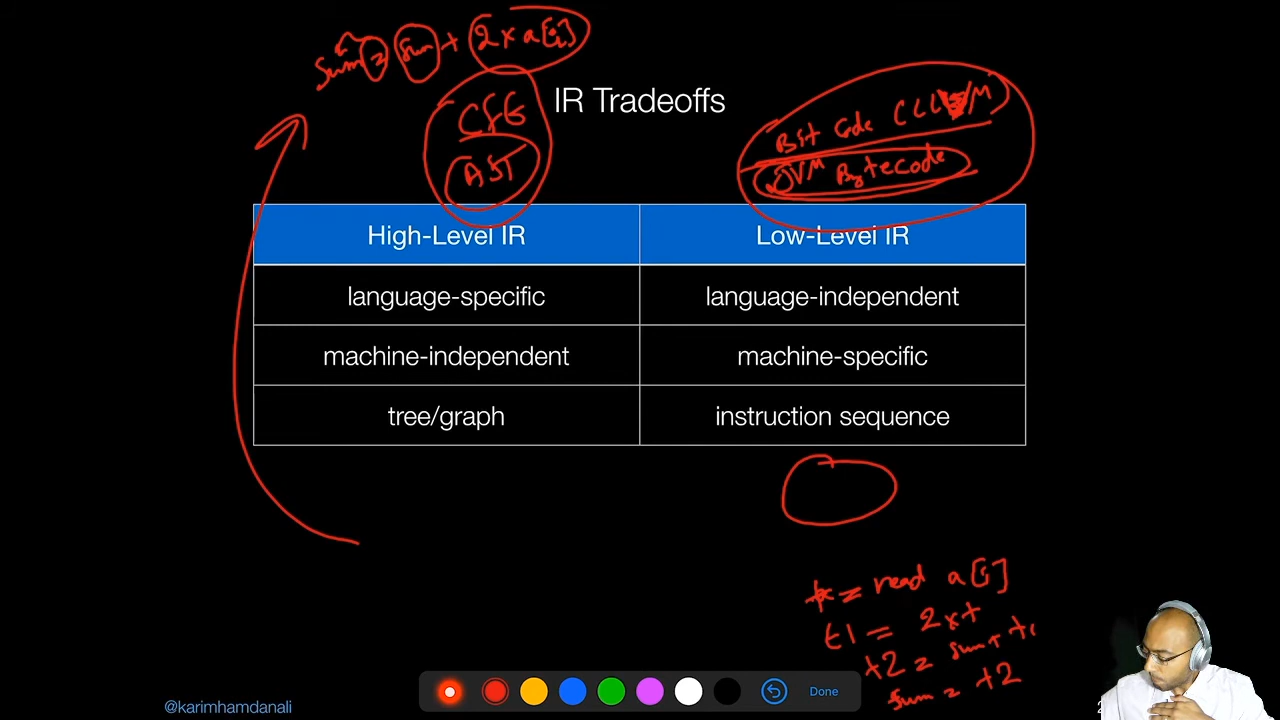 sum = sum + 2 x a[i]
IR Tradeoffs
CFG
AST
Bit Code (LLVM)
JVM Bytecode
High-Level IR
Low-Level IR
language-specific
language-independent
machine-independent
machine-specific
tree/graph
instruction sequence
t = read a[i]
t1 = 2 x t
t2 = sum + t1
sum = t2
Done
@karimhamdanali